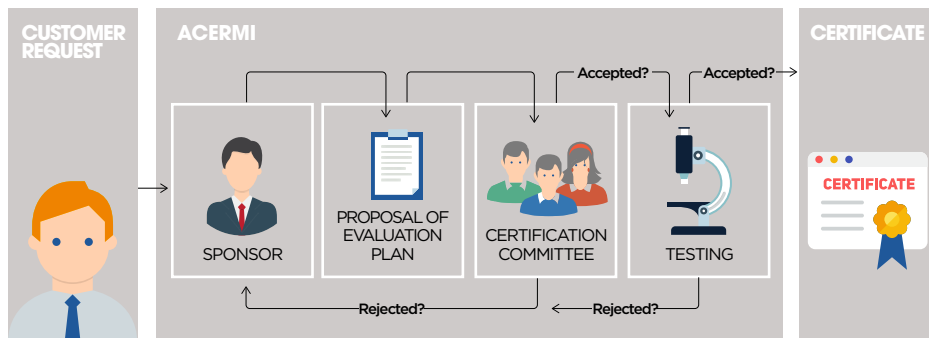 CUSTOMER
REQUEST
ACERMI
CERTIFICATE
Accepted?
Accepted?
SPONSOR
PROPOSAL OF
EVALUATION
PLAN
CERTIFICATION
COMMITTEE
TESTING
CERTIFICATE
Rejected?
Rejected?